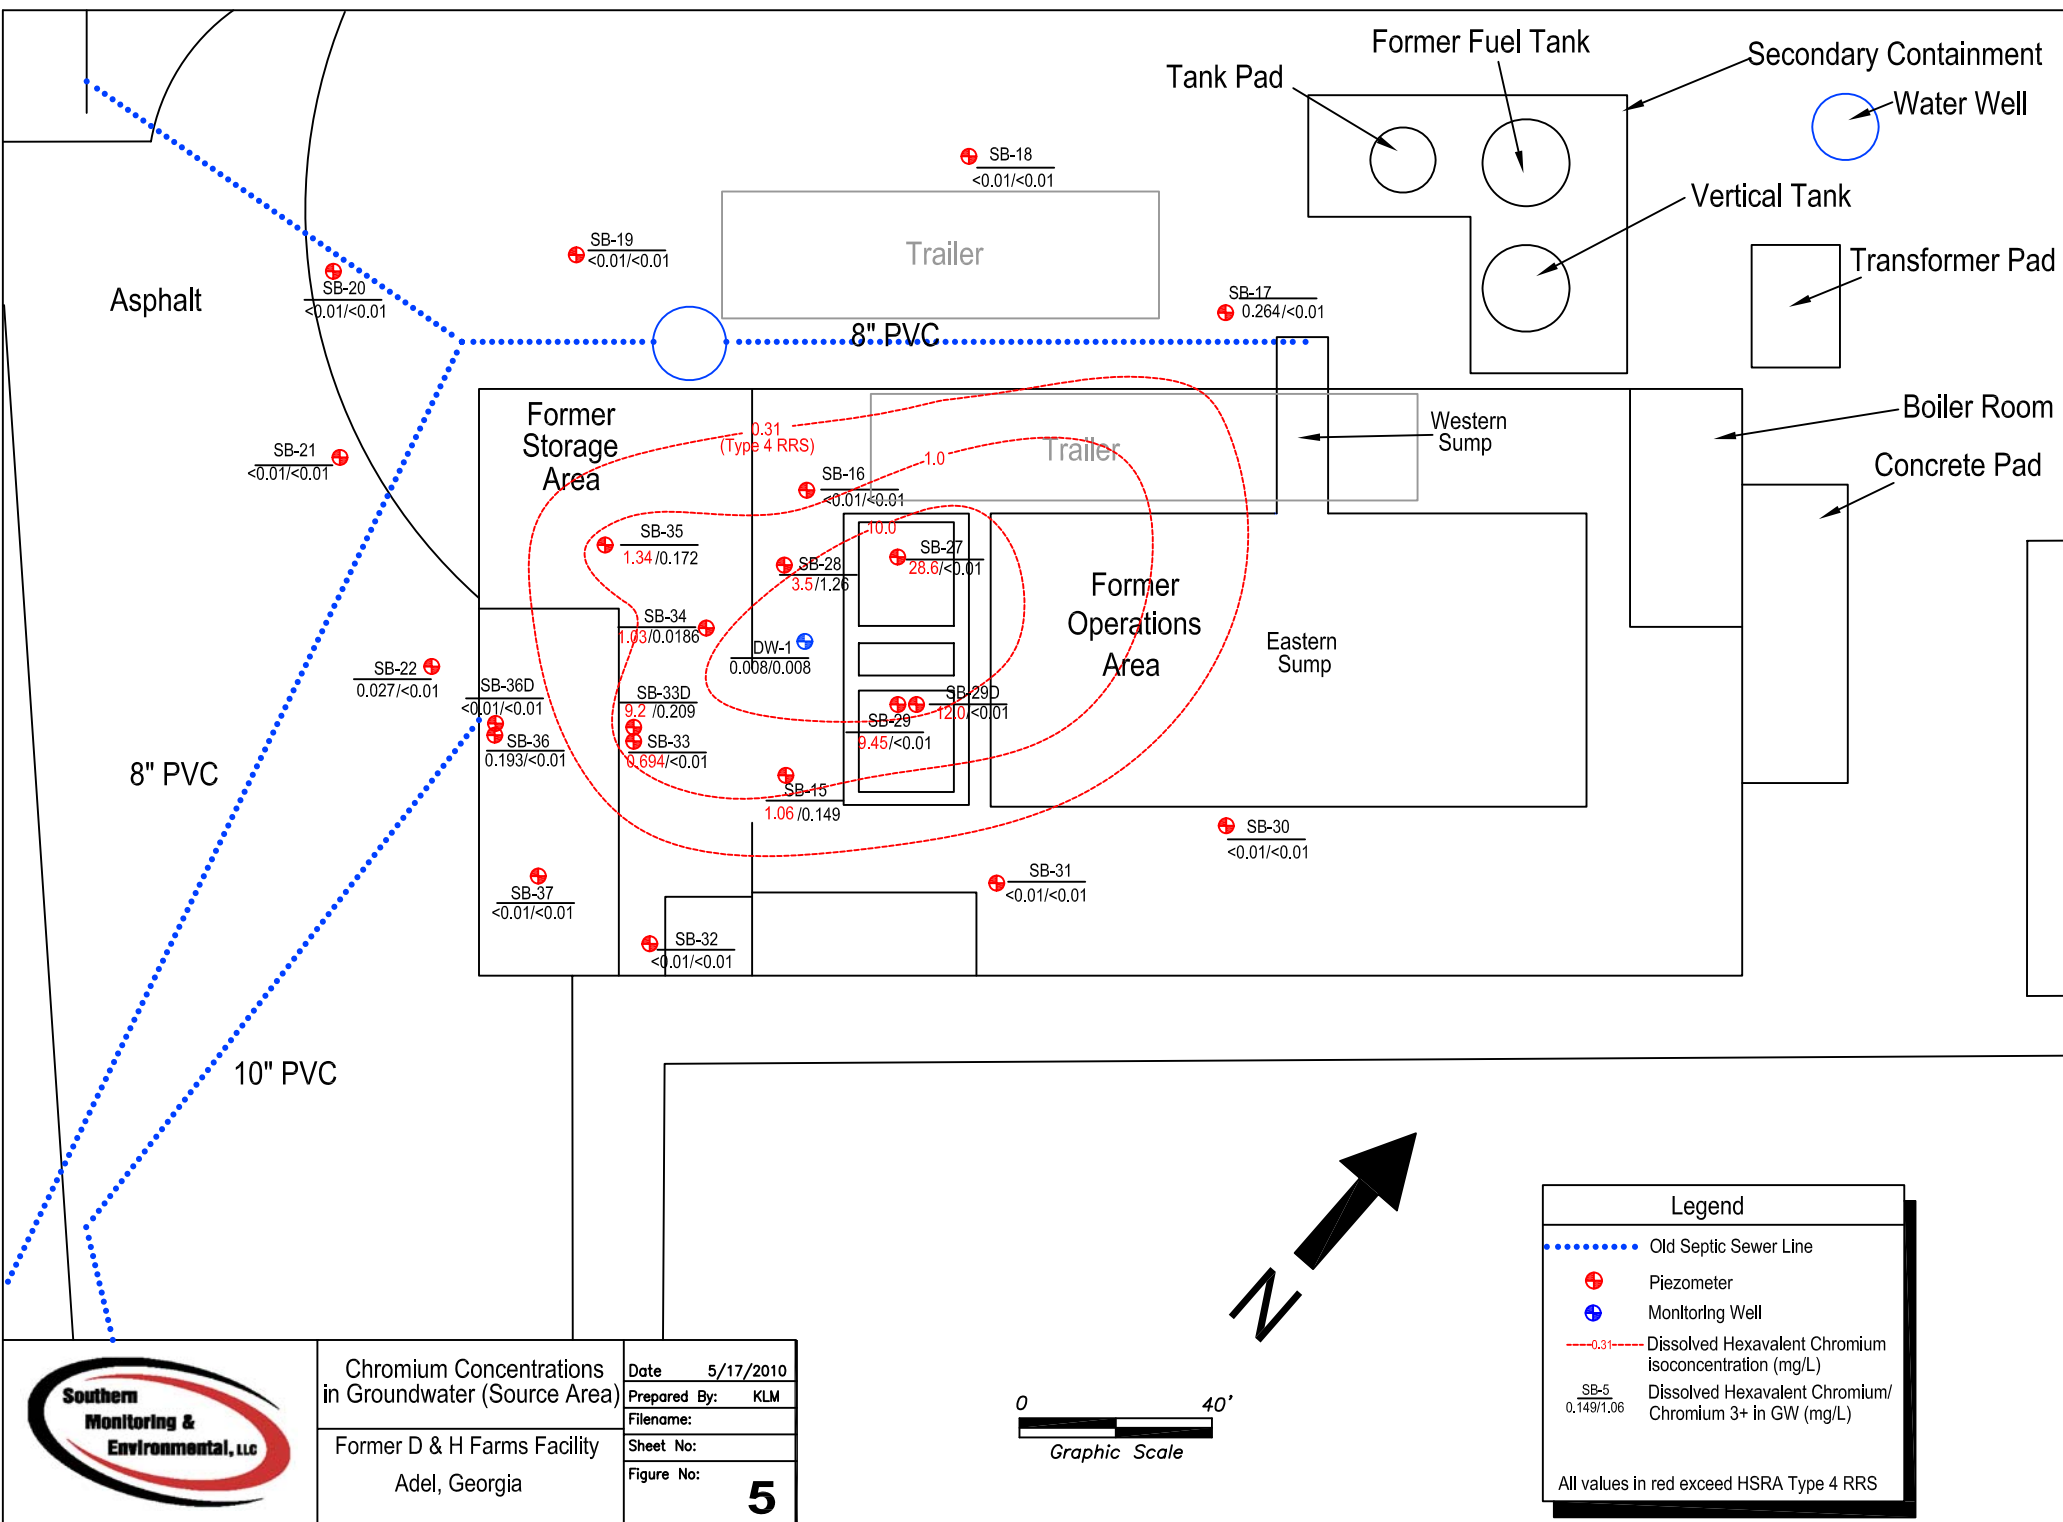 Former Fuel Tank
Secondary Containment
Tank Pad
Water Well
SB-18
<0.01/<0.01
Vertical Tank
SB-19
<0.01/<0.01
Trailer
Transformer Pad
Asphalt
SB-20
<0.01/<0.01
SB-17
0.264/<0.01
8" PVC
Former
Storage
Area
0.31
(Type 4 RRS)
Trailer
1.0
Western
Sump
Boiler Room
Concrete Pad
SB-21
<0.01/<0.01
SB-16
<0.01/<0.01
10.0
SB-35
1.34/0.172
SB-28
3.5/1.26
SB-27
28.6/<0.01
Former
Operations
Area
Eastern
Sump
SB-34
1.03/0.0186
DW-1
0.008/0.008
SB-22
0.027/<0.01
SB-36D
<0.01/<0.01
SB-33D
9.2 /0.209
SB-29D
12.0/<0.01
SB-29
9.45/<0.01
SB-36
0.193/<0.01
SB-33
0.694/<0.01
8" PVC
SB-15
1.06 /0.149
SB-30
<0.01/<0.01
SB-31
<0.01/<0.01
SB-37
<0.01/<0.01
SB-32
<0.01/<0.01
10" PVC
N
0 40'
Graphic Scale
Legend
Old Septic Sewer Line
Piezometer
Monitoring Well
0.31
Dissolved Hexavalent Chromium
isoconcentration (mg/L)
SB-5
0.149/1.06
Dissolved Hexavalent Chromium/
Chromium 3+ in GW (mg/L)
All values in red exceed HSRA Type 4 RRS
Southern
Monitoring &
Environmental, LLC
Chromium Concentrations
in Groundwater (Source Area)
Former D & H Farms Facility
Adel, Georgia
Date 5/17/2010
Prepared By: KLM
Filename:
Sheet No:
Figure No:
5